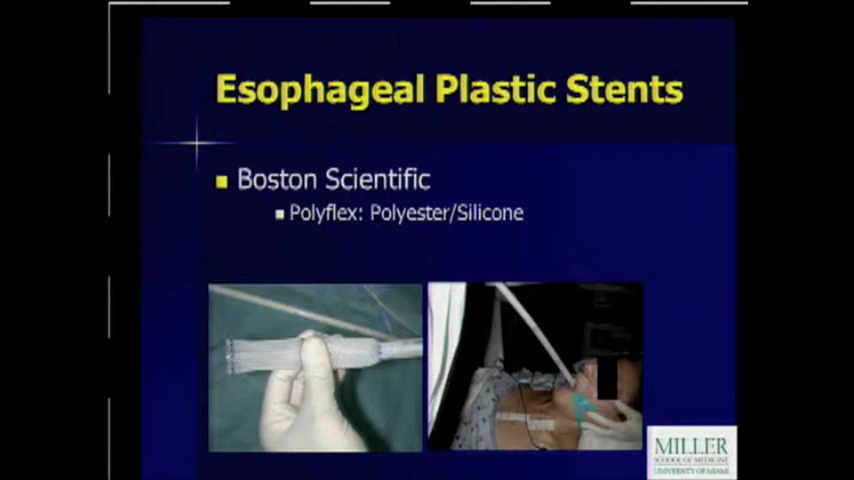 Esophageal Plastic Stents
Boston Scientific
Polyflex: Polyester/Silicone
MILLER
SCHOOL OF MEDICINE
UNIVERSITY OF MIAMI